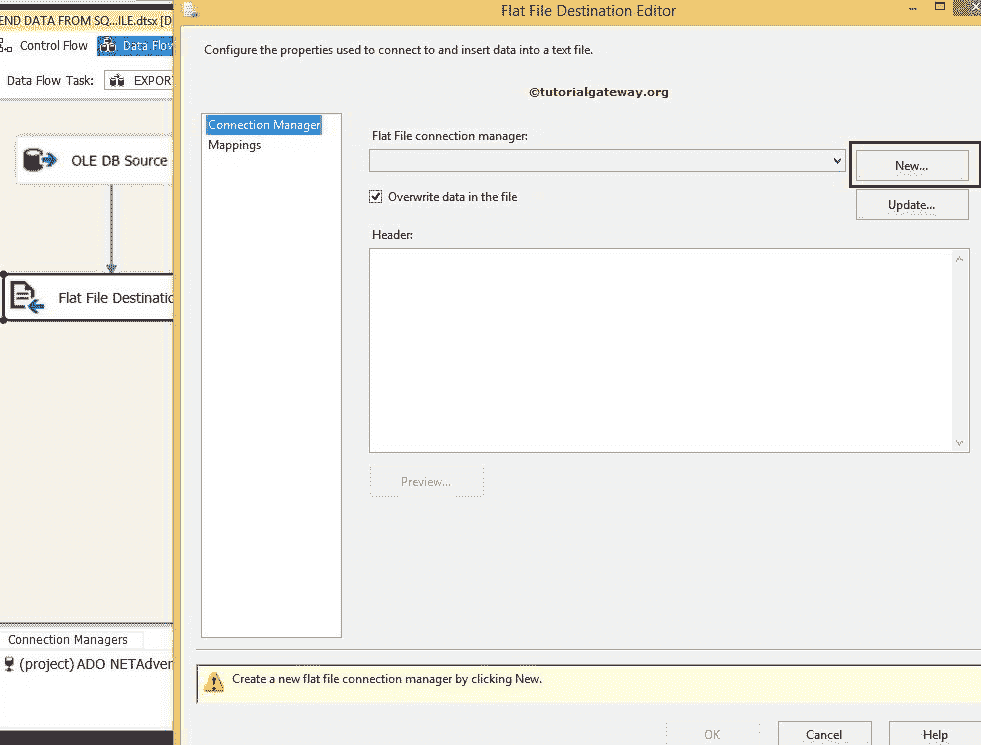 Flat File Destination Editor
END DATA FROM SQ...ILE.dtsx [D
Control Flow
Data Flow
Data Flow Task:
EXPORT
OLE DB Source
Flat File Destinatio
Connection Managers
(project) ADO NETAdver
Configure the properties used to connect to and insert data into a text file.
©tutorialgateway.org
Connection Manager
Mappings
Flat File connection manager:
New...
Overwrite data in the file
Update...
Header:
Preview...
Create a new flat file connection manager by clicking New.
OK
Cancel
Help